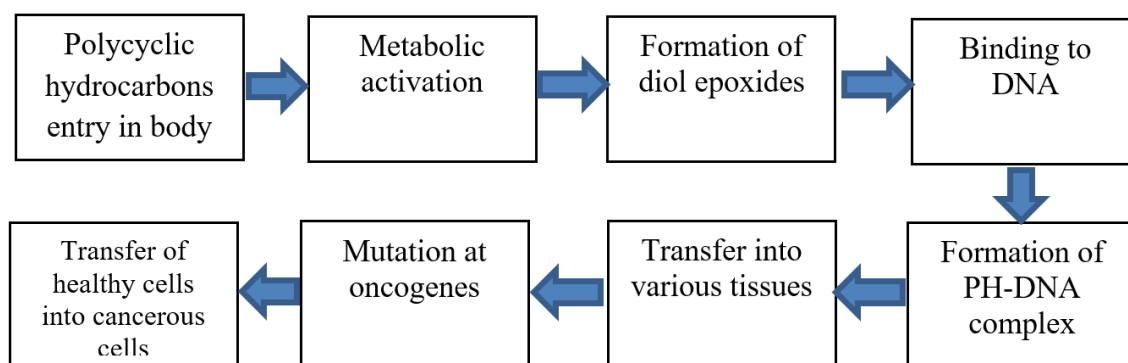 Polycyclic
hydrocarbons
entry in body
Metabolic
activation
Formation of
diol epoxides
Binding to
DNA
Formation of
PH-DNA
complex
Transfer into
various tissues
Mutation at
oncogenes
Transfer of
healthy cells
into cancerous
cells